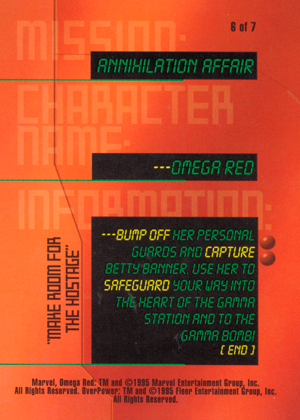 6 of 7
MISSION:
ANNIHILATION AFFAIR
CHARACTER
NAME:
---OMEGA RED
INFORMATION:
---BUMP OFF HER PERSONAL
GUARDS AND CAPTURE
BETTY BANNER. USE HER TO
SAFEGUARD YOUR WAY INTO
THE HEART OF THE GAMMA
STATION AND TO THE
GAMMA BOMB!
[ END ]
"MAKE ROOM FOR
THE HOSTAGE"
Marvel, Omega Red: TM and ©1995 Marvel Entertainment Group, Inc.
All Rights Reserved. OverPower: TM and ©1995 Fleer Entertainment Group, Inc.
All Rights Reserved.